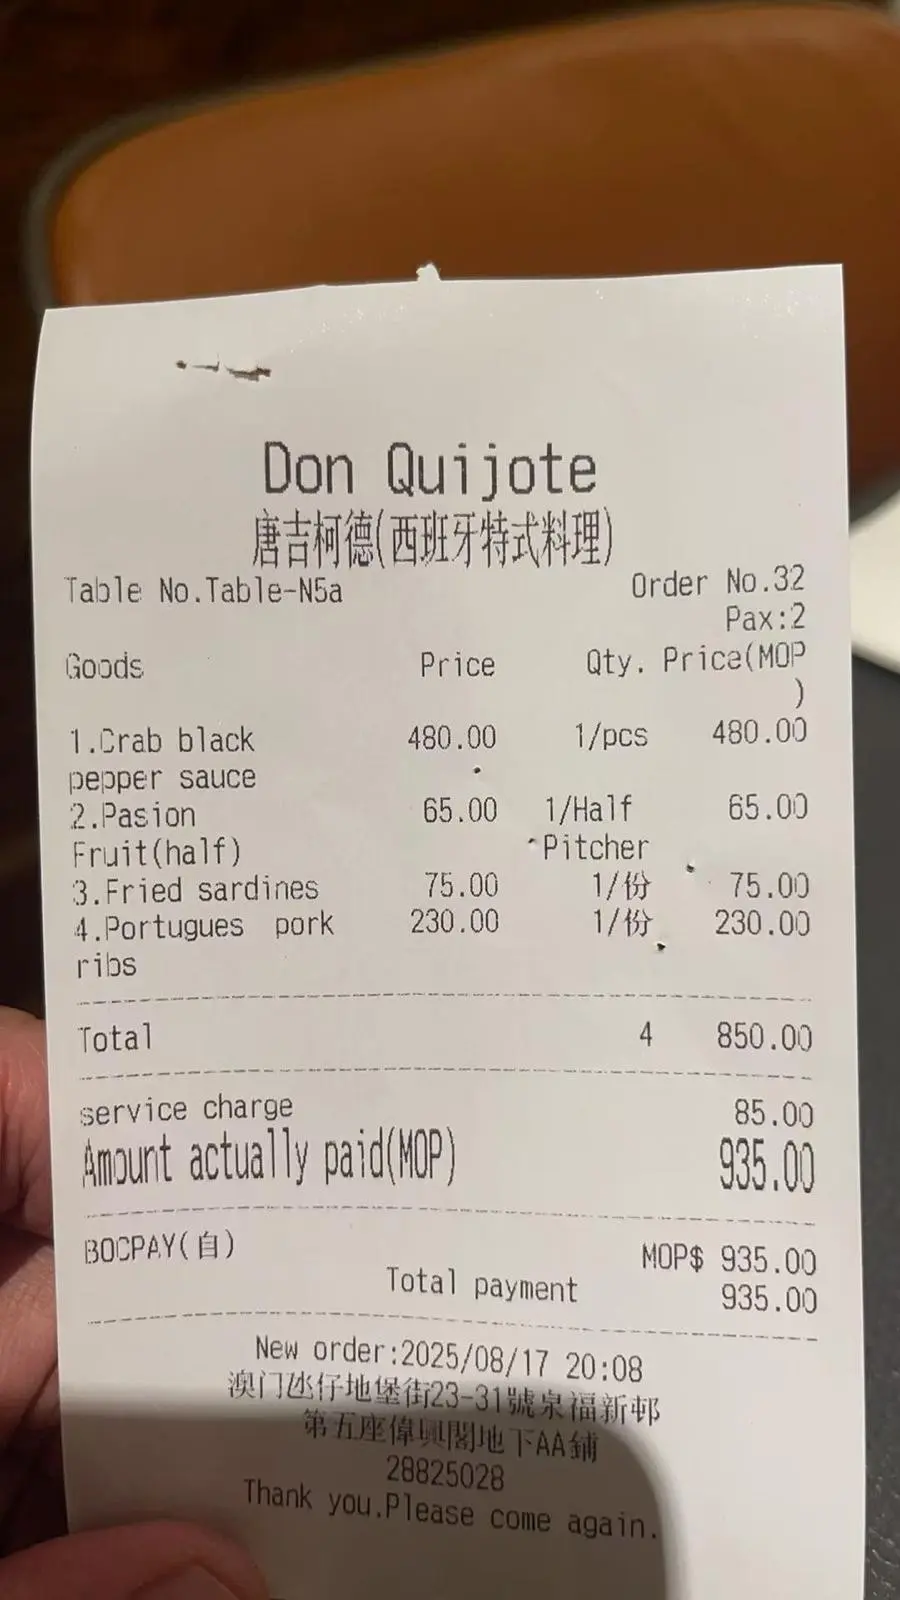 Don Quijote
唐吉柯德(西班牙特式料理)
Table No.Table-N5a Order No.32
Pax:2
Goods Price Qty. Price(MOP
)
1.Crab black 480.00 1/pcs 480.00
pepper sauce
2.Pasion 65.00 1/Half 65.00
Fruit(half) Pitcher
3.Fried sardines 75.00 1/份 75.00
4.Portugues pork 230.00 1/份 230.00
ribs
Total 4 850.00
service charge 85.00
Amount actually paid(MOP) 935.00
BOCPAY(自) MOP$ 935.00
Total payment 935.00
New order:2025/08/17 20:08
澳门氹仔地堡街23-31號泉福新邨
第五座偉興閣地下AA鋪
28825028
Thank you.Please come again.